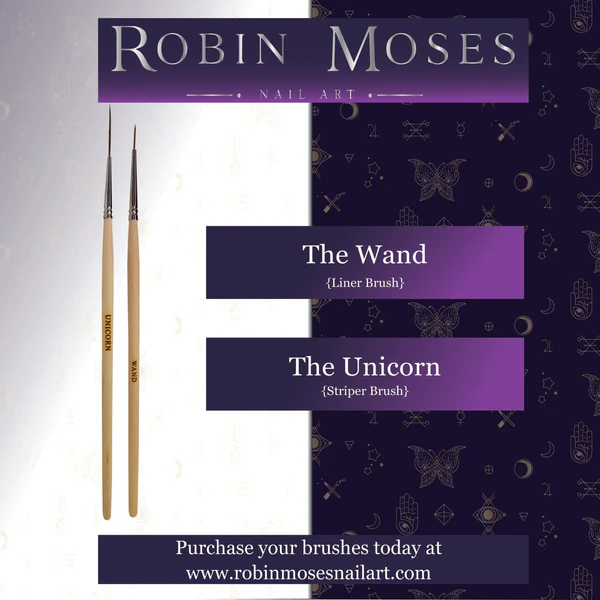 ROBIN MOSES
NAIL ART
The Wand
{Liner Brush}
UNICORN
WAND
The Unicorn
{Striper Brush}
Purchase your brushes today at
www.robinmosesnailart.com